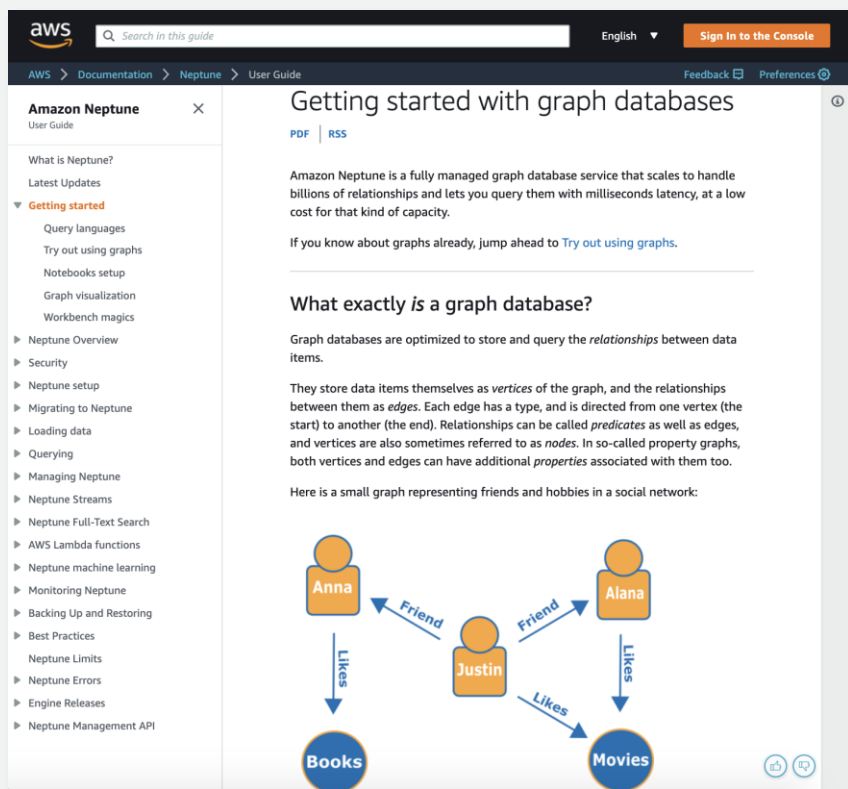 aws
Search in this guide
English
Sign In to the Console
AWS > Documentation > Neptune > User Guide
Feedback
Preferences
Amazon Neptune
User Guide
What is Neptune?
Latest Updates
Getting started
Query languages
Try out using graphs
Notebooks setup
Graph visualization
Workbench magics
Neptune Overview
Security
Neptune setup
Migrating to Neptune
Loading data
Querying
Managing Neptune
Neptune Streams
Neptune Full-Text Search
AWS Lambda functions
Neptune machine learning
Monitoring Neptune
Backing Up and Restoring
Best Practices
Neptune Limits
Neptune Errors
Engine Releases
Neptune Management API
Getting started with graph databases
PDF | RSS
Amazon Neptune is a fully managed graph database service that scales to handle
billions of relationships and lets you query them with milliseconds latency, at a low
cost for that kind of capacity.
If you know about graphs already, jump ahead to Try out using graphs.
What exactly is a graph database?
Graph databases are optimized to store and query the relationships between data
items.
They store data items themselves as vertices of the graph, and the relationships
between them as edges. Each edge has a type, and is directed from one vertex (the
start) to another (the end). Relationships can be called predicates as well as edges,
and vertices are also sometimes referred to as nodes. In so-called property graphs,
both vertices and edges can have additional properties associated with them too.
Here is a small graph representing friends and hobbies in a social network:
Anna
Friend
Friend
Alana
Justin
Likes
Likes
Likes
Books
Movies